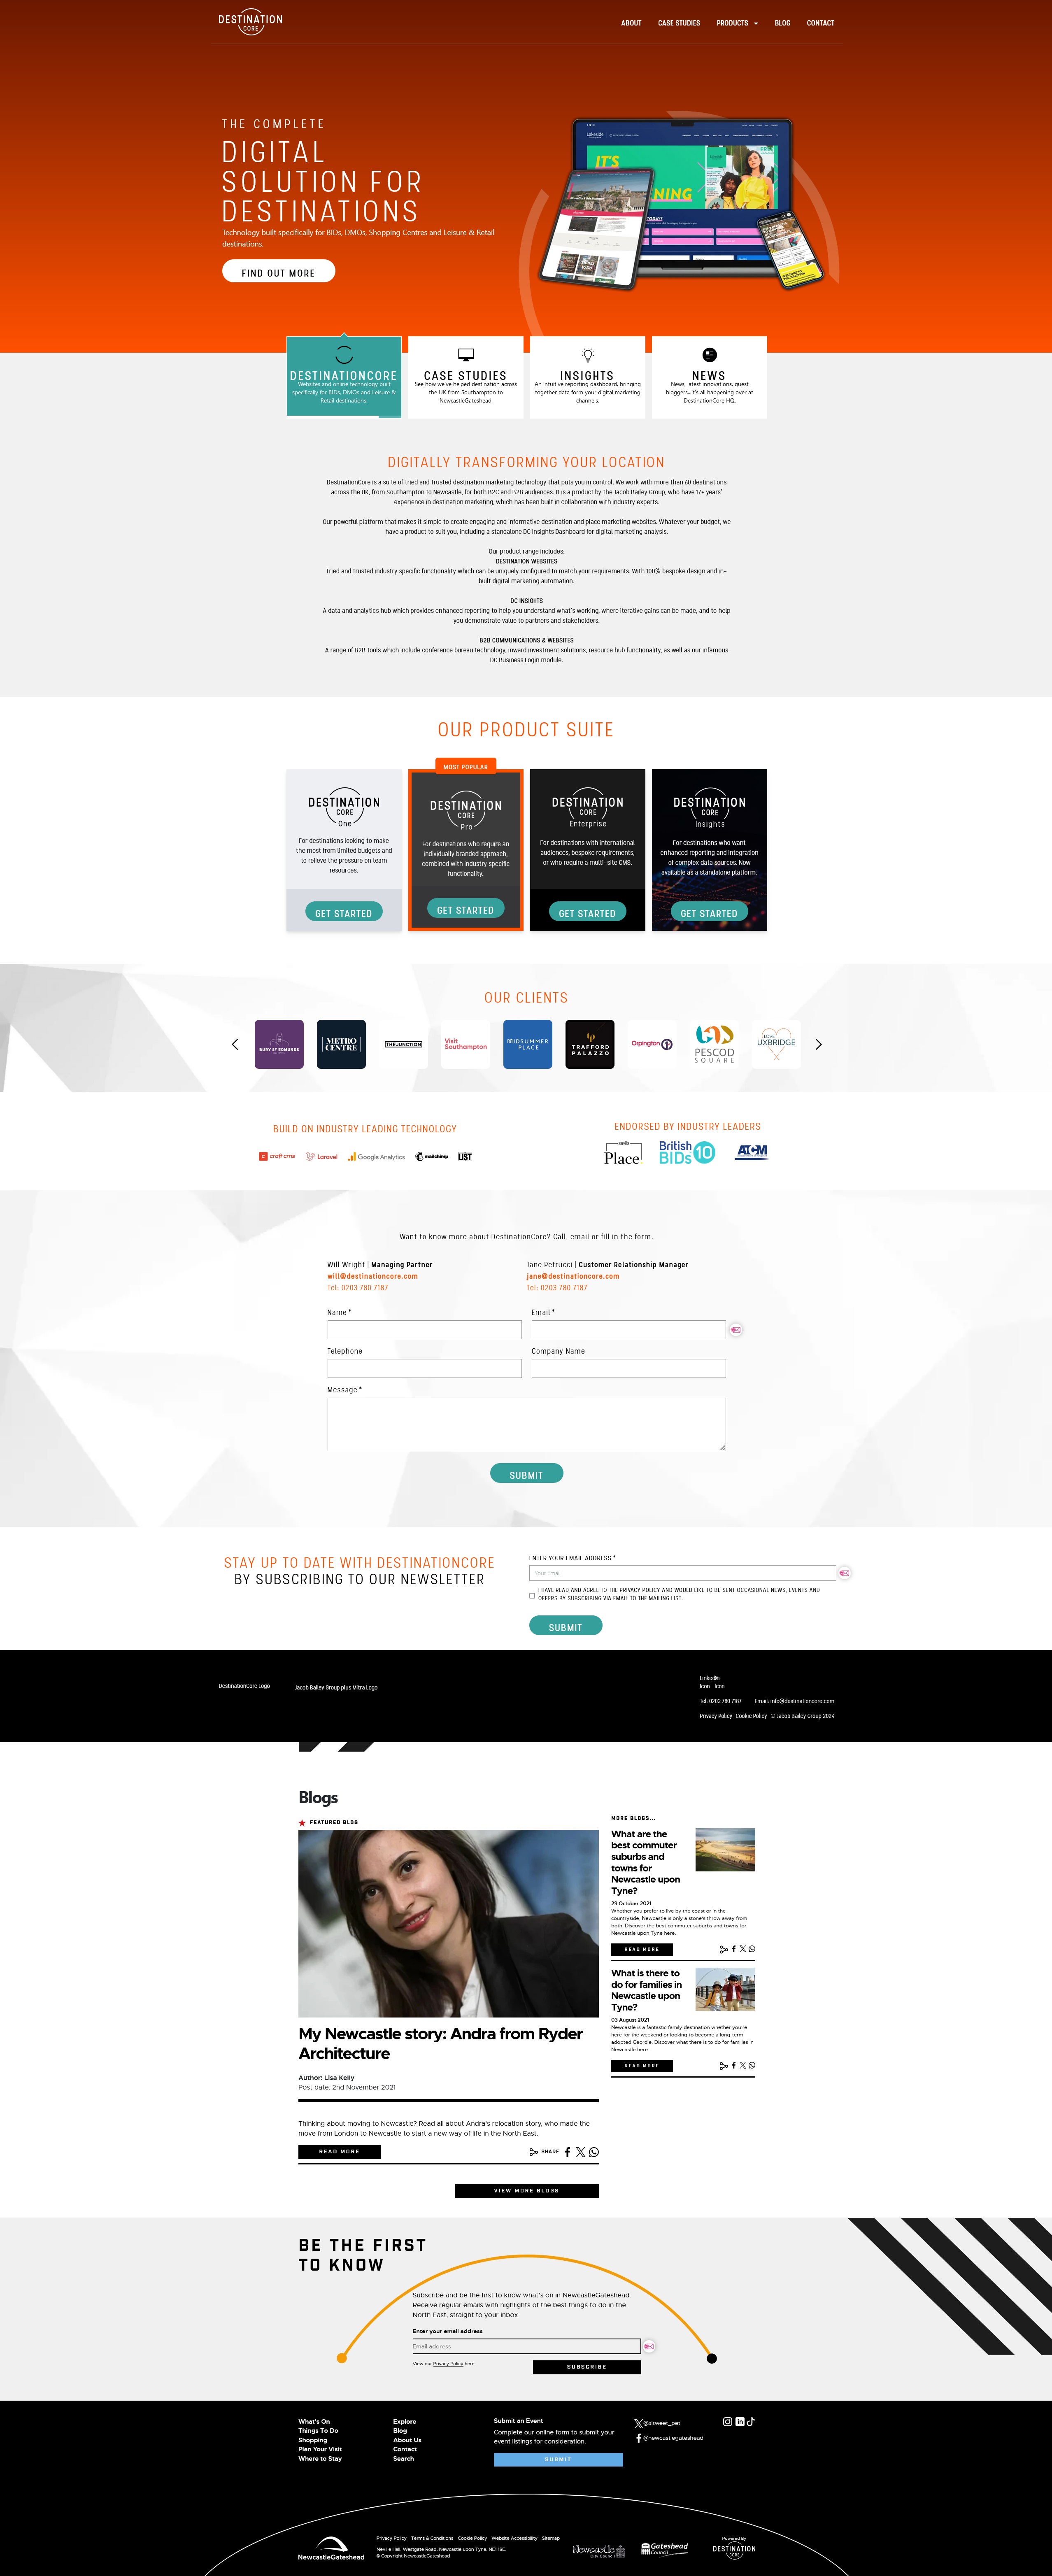 DESTINATION
CORE
ABOUT
CASE STUDIES
PRODUCTS
BLOG
CONTACT
THE COMPLETE
DIGITAL
SOLUTION FOR
DESTINATIONS
Technology built specifically for BIDs, DMOs, Shopping Centres and Leisure & Retail
destinations.
FIND OUT MORE
Lakeside
IT'S
DESTINATIONCORE
Websites and online technology built
specifically for BIDs, DMOs and Leisure &
Retail destinations.
CASE STUDIES
See how we've helped destination across
the UK from Southampton to
NewcastleGateshead.
INSIGHTS
An intuitive reporting dashboard, bringing
together data form your digital marketing
channels.
NEWS
News, latest innovations, guest
bloggers...it's all happening over at
DestinationCore HQ.
DIGITALLY TRANSFORMING YOUR LOCATION
DestinationCore is a suite of tried and trusted destination marketing technology that puts you in control. We work with more than 60 destinations
across the UK, from Southampton to Newcastle, for both B2C and B2B audiences. It is a product by the Jacob Bailey Group, who have 17+ years'
experience in destination marketing, which has been built in collaboration with industry experts.
Our powerful platform that makes it simple to create engaging and informative destination and place marketing websites. Whatever your budget, we
have a product to suit you, including a standalone DC Insights Dashboard for digital marketing analysis.
Our product range includes:
DESTINATION WEBSITES
Tried and trusted industry specific functionality which can be uniquely configured to match your requirements. With 100% bespoke design and in-
built digital marketing automation.
DC INSIGHTS
A data and analytics hub which provides enhanced reporting to help you understand what's working, where iterative gains can be made, and to help
you demonstrate value to partners and stakeholders.
B2B COMMUNICATIONS & WEBSITES
A range of B2B tools which include conference bureau technology, inward investment solutions, resource hub functionality, as well as our infamous
DC Business Login module.
OUR PRODUCT SUITE
DESTINATION
CORE
One
For destinations looking to make
the most from limited budgets and
to relieve the pressure on team
resources.
GET STARTED
MOST POPULAR
DESTINATION
CORE
Pro
For destinations who require an
individually branded approach,
combined with industry specific
functionality.
GET STARTED
DESTINATION
CORE
Enterprise
For destinations with international
audiences, bespoke requirements,
or who require a multi-site CMS.
GET STARTED
DESTINATION
CORE
Insights
For destinations who want
enhanced reporting and integration
of complex data sources. Now
available as a standalone platform.
GET STARTED
OUR CLIENTS
BURY ST EDMUNDS
METRO
CENTRE
THE JUNCTION
Visit
Southampton
MIDSUMMER
PLACE
TRAFFORD
PALAZZO
Orpington
PESCOD
SQUARE
LOVE
UXBRIDGE
BUILD ON INDUSTRY LEADING TECHNOLOGY
craft cms
Laravel
Google Analytics
mailchimp
LIST
ENDORSED BY INDUSTRY LEADERS
Place
British
BIDs
10
ATCM
Want to know more about DestinationCore? Call, email or fill in the form.
Will Wright | Managing Partner
will@destinationcore.com
Tel: 0203 780 7187
Jane Petrucci | Customer Relationship Manager
jane@destinationcore.com
Tel: 0203 780 7187
Name *
Email *
Telephone
Company Name
Message *
SUBMIT
STAY UP TO DATE WITH DESTINATIONCORE
BY SUBSCRIBING TO OUR NEWSLETTER
ENTER YOUR EMAIL ADDRESS *
Your Email
I HAVE READ AND AGREE TO THE PRIVACY POLICY AND WOULD LIKE TO BE SENT OCCASIONAL NEWS, EVENTS AND
OFFERS BY SUBSCRIBING VIA EMAIL TO THE MAILING LIST.
SUBMIT
DestinationCore Logo
Jacob Bailey Group plus Mitra Logo
LinkedIn
Icon
Icon
Tel: 0203 780 7187
Email: info@destinationcore.com
Privacy Policy
Cookie Policy
© Jacob Bailey Group 2024
Blogs
FEATURED BLOG
My Newcastle story: Andra from Ryder
Architecture
Author: Lisa Kelly
Post date: 2nd November 2021
Thinking about moving to Newcastle? Read all about Andra's relocation story, who made the
move from London to Newcastle to start a new way of life in the North East.
READ MORE
SHARE
VIEW MORE BLOGS
MORE BLOGS...
What are the
best commuter
suburbs and
towns for
Newcastle upon
Tyne?
29 October 2021
Whether you prefer to live by the coast or in the
countryside, Newcastle is only a stone's throw away from
both. Discover the best commuter suburbs and towns for
Newcastle upon Tyne here.
READ MORE
What is there to
do for families in
Newcastle upon
Tyne?
03 August 2021
Newcastle is a fantastic family destination whether you're
here for the weekend or looking to become a long-term
adopted Geordie. Discover what there is to do for families in
Newcastle here.
READ MORE
BE THE FIRST
TO KNOW
Subscribe and be the first to know what's on in NewcastleGateshead.
Receive regular emails with highlights of the best things to do in the
North East, straight to your inbox.
Enter your email address
Email address
View our Privacy Policy here.
SUBSCRIBE
What's On
Things To Do
Shopping
Plan Your Visit
Where to Stay
Explore
Blog
About Us
Contact
Search
Submit an Event
Complete our online form to submit your
event listings for consideration.
SUBMIT
@altweet_pet
@newcastlegateshead
NewcastleGateshead
Privacy Policy
Terms & Conditions
Cookie Policy
Website Accessibility
Sitemap
Neville Hall, Westgate Road, Newcastle upon Tyne, NE1 1SE.
© Copyright NewcastleGateshead
Newcastle
City Council
Gateshead
Council
Powered By
DESTINATION
CORE